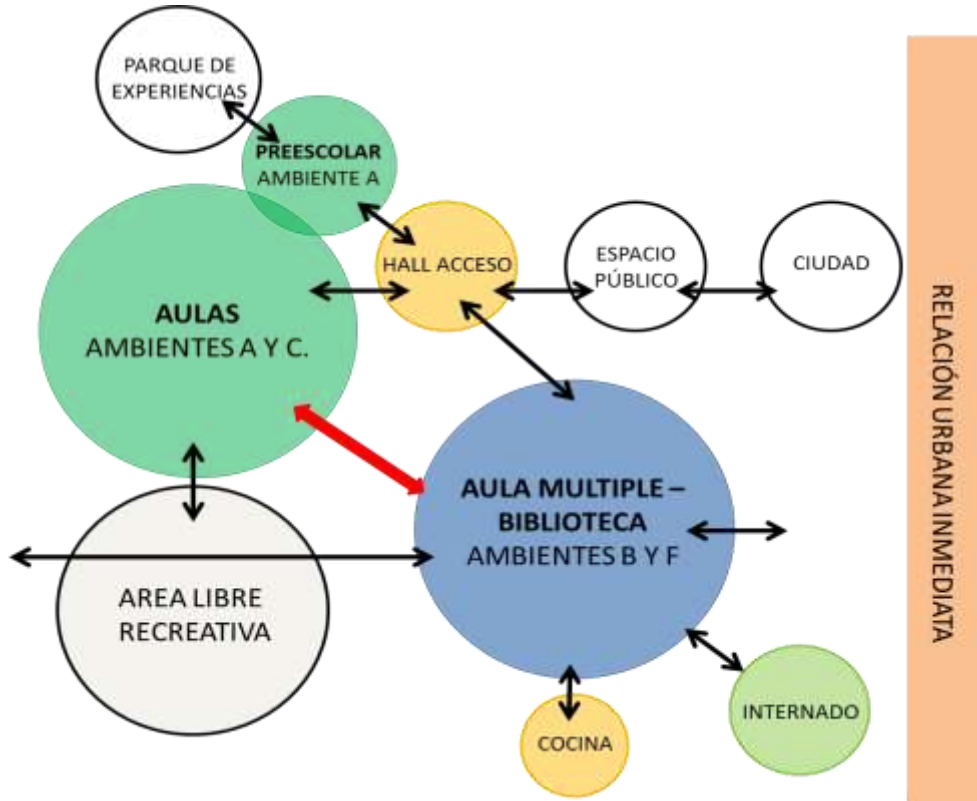 PARQUE DE
EXPERIENCIAS
PREESCOLAR
AMBIENTE A
HALL ACCESO
ESPACIO
PÚBLICO
CIUDAD
AULAS
AMBIENTES A Y C.
AULA MULTIPLE –
BIBLIOTECA
AMBIENTES B Y F
AREA LIBRE
RECREATIVA
INTERNADO
COCINA
RELACIÓN URBANA INMEDIATA